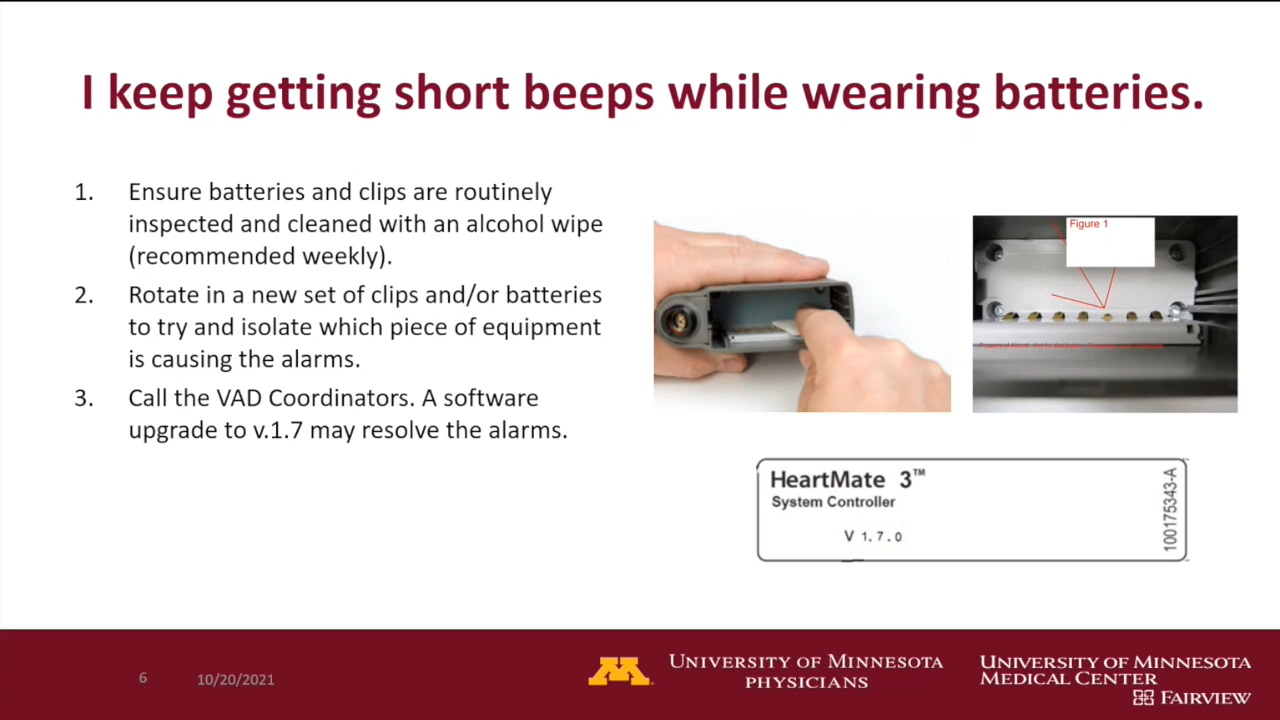 I keep getting short beeps while wearing batteries.
1. Ensure batteries and clips are routinely
inspected and cleaned with an alcohol wipe
(recommended weekly).
2. Rotate in a new set of clips and/or batteries
to try and isolate which piece of equipment
is causing the alarms.
3. Call the VAD Coordinators. A software
upgrade to v.1.7 may resolve the alarms.
Figure 1
HeartMate 3™
System Controller
V 1.7.0
100175343-A
6
10/20/2021
M
UNIVERSITY OF MINNESOTA
PHYSICIANS
UNIVERSITY OF MINNESOTA
MEDICAL CENTER
FAIRVIEW